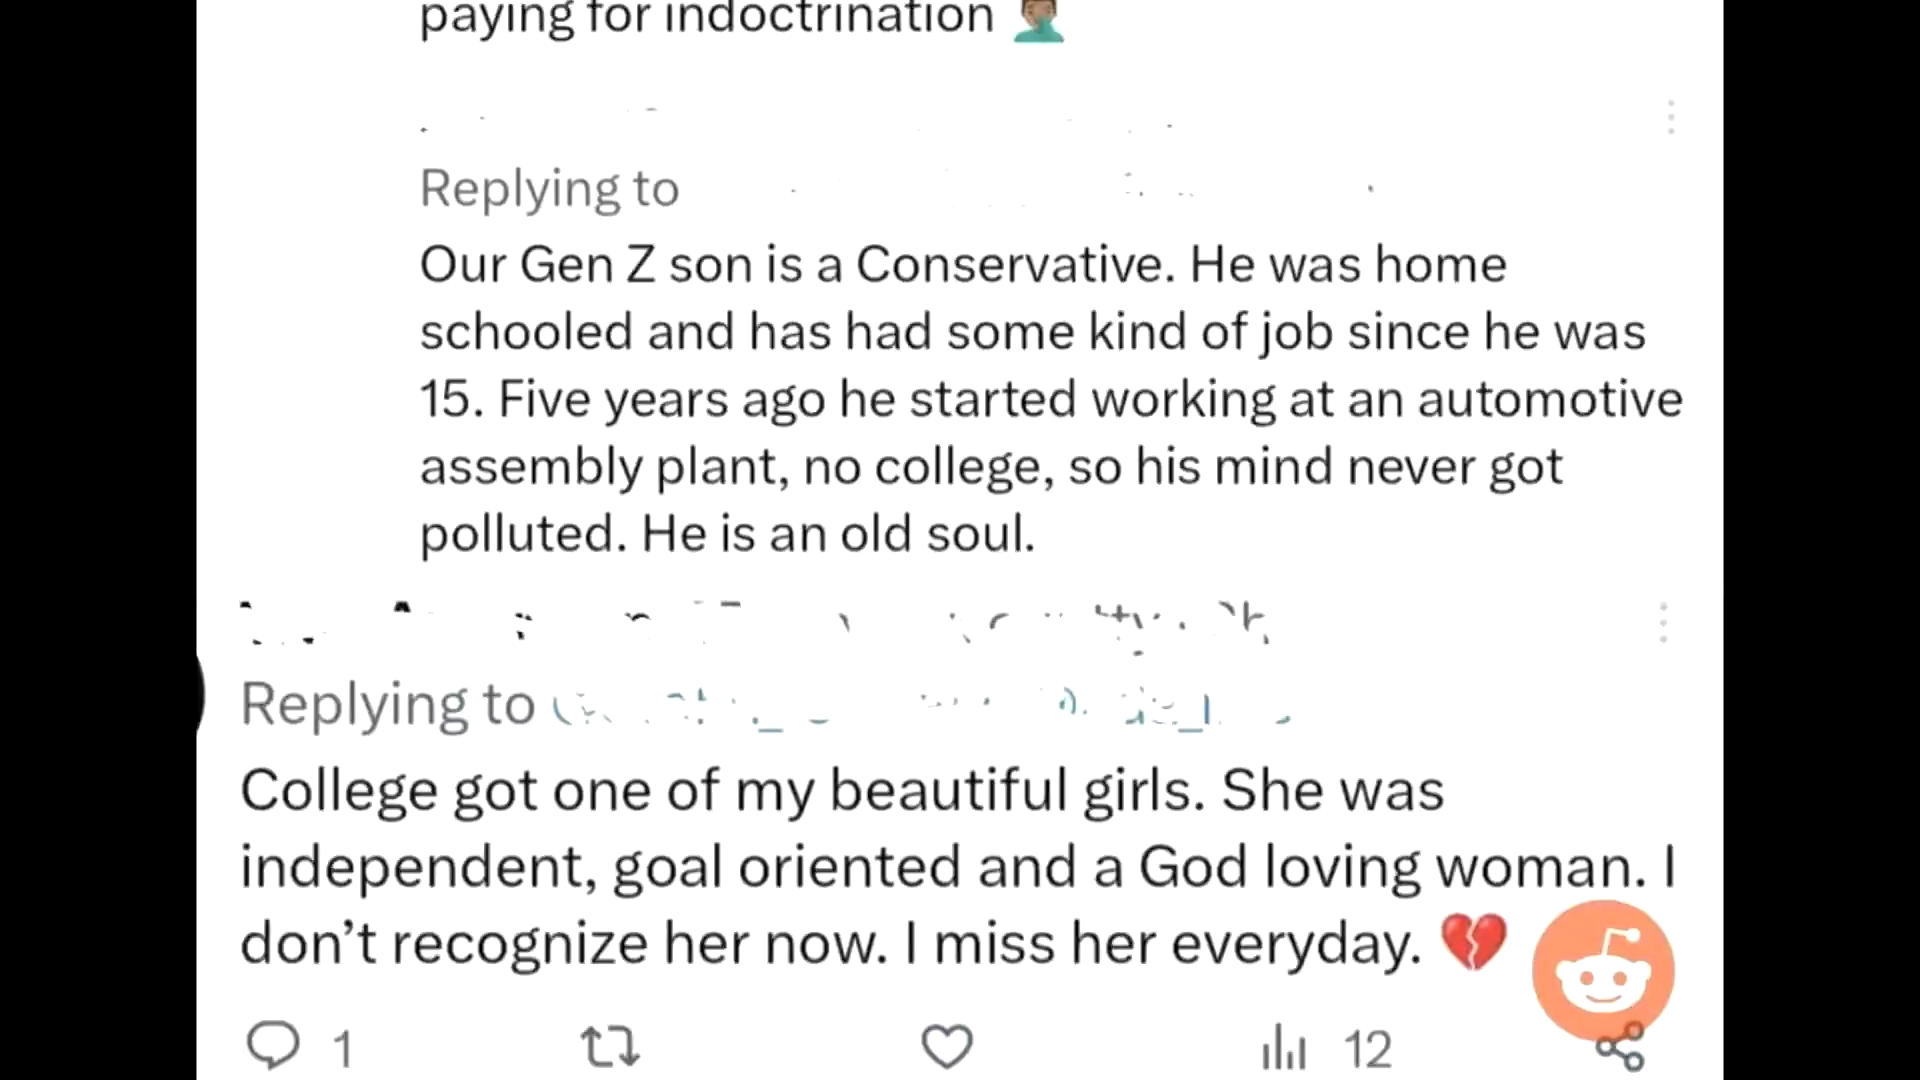 paying for indoctrination 🤦🏽‍♂️
Replying to
Our Gen Z son is a Conservative. He was home
schooled and has had some kind of job since he was
15. Five years ago he started working at an automotive
assembly plant, no college, so his mind never got
polluted. He is an old soul.
Replying to
College got one of my beautiful girls. She was
independent, goal oriented and a God loving woman. I
don’t recognize her now. I miss her everyday. 💔
1 12